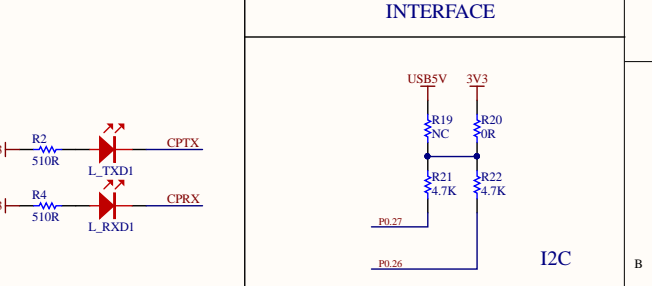 INTERFACE
USB5V 3V3
R19 R20
NC 0R
R2 CPTX
510R L_TXD1
R21 R22
4.7K 4.7K
R4 CPRX
510R L_RXD1
P0.27
P0.26
I2C
B